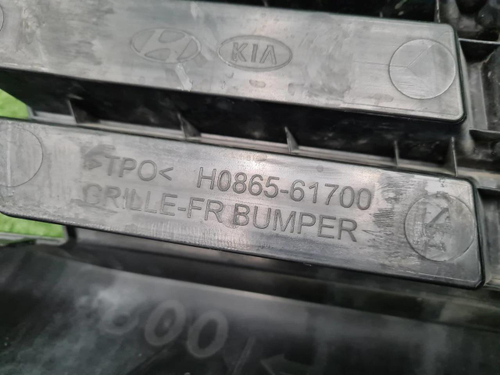 KIA
>TPO< H0865-61700
GRILLE-FR BUMPER